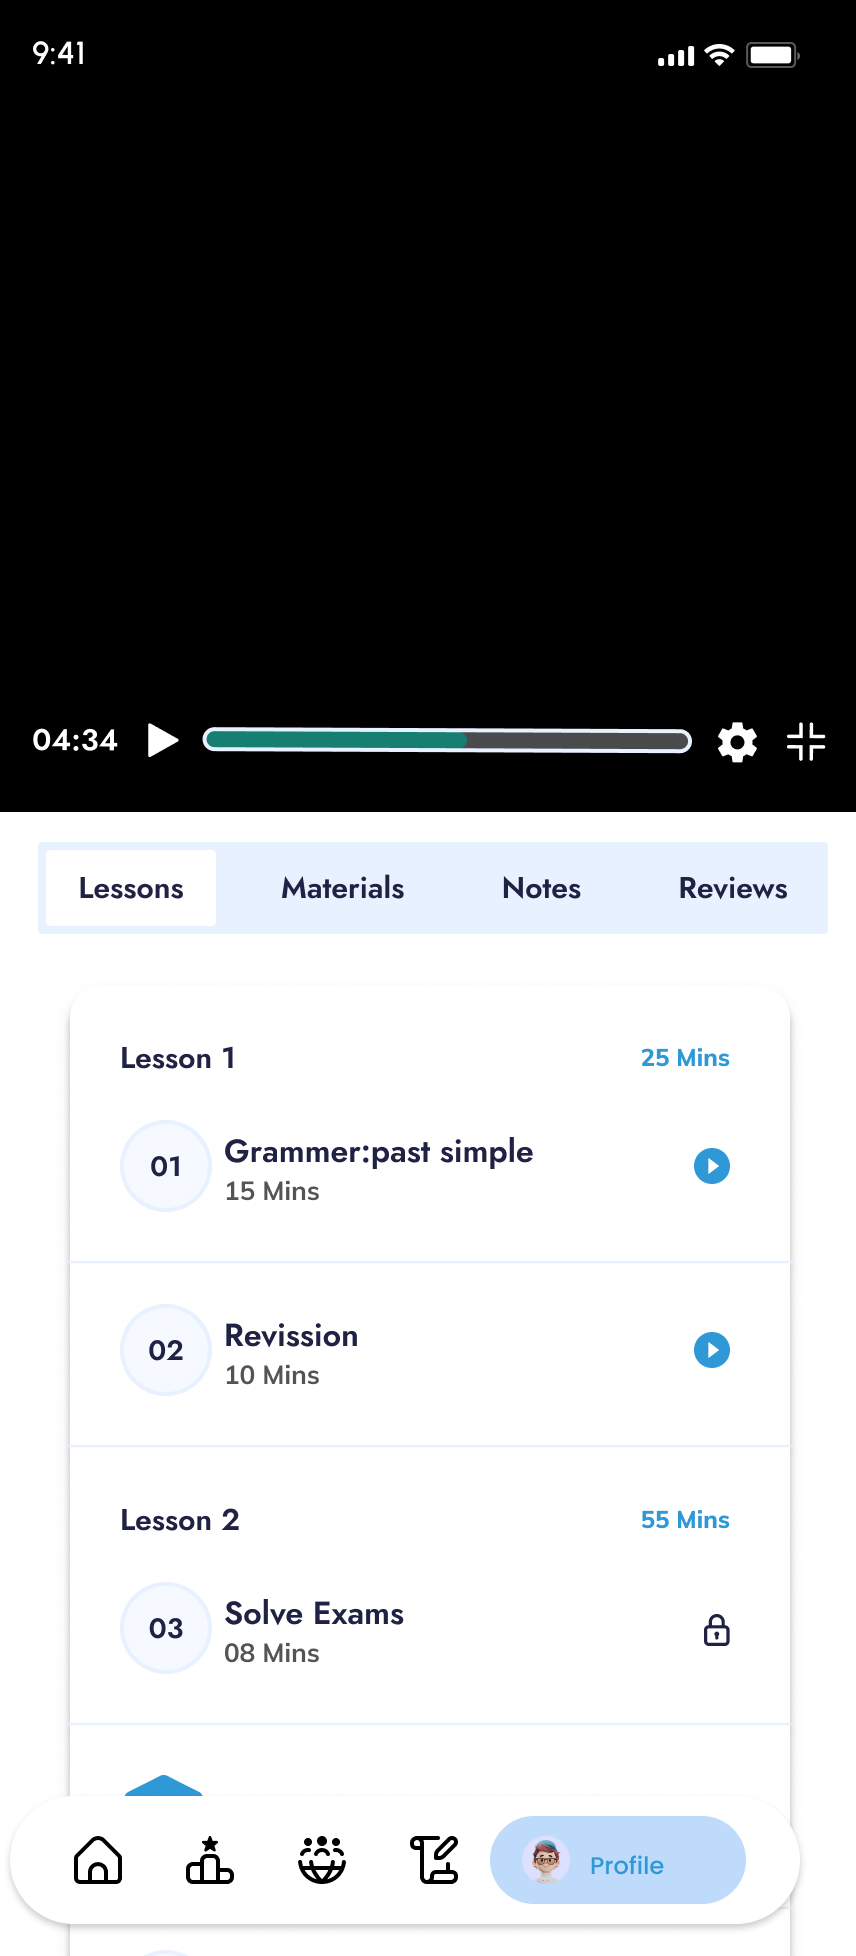 9:41
04:34
Lessons Materials Notes Reviews
Lesson 1 25 Mins
01 Grammer:past simple
15 Mins
02 Revission
10 Mins
Lesson 2 55 Mins
03 Solve Exams
08 Mins
Profile